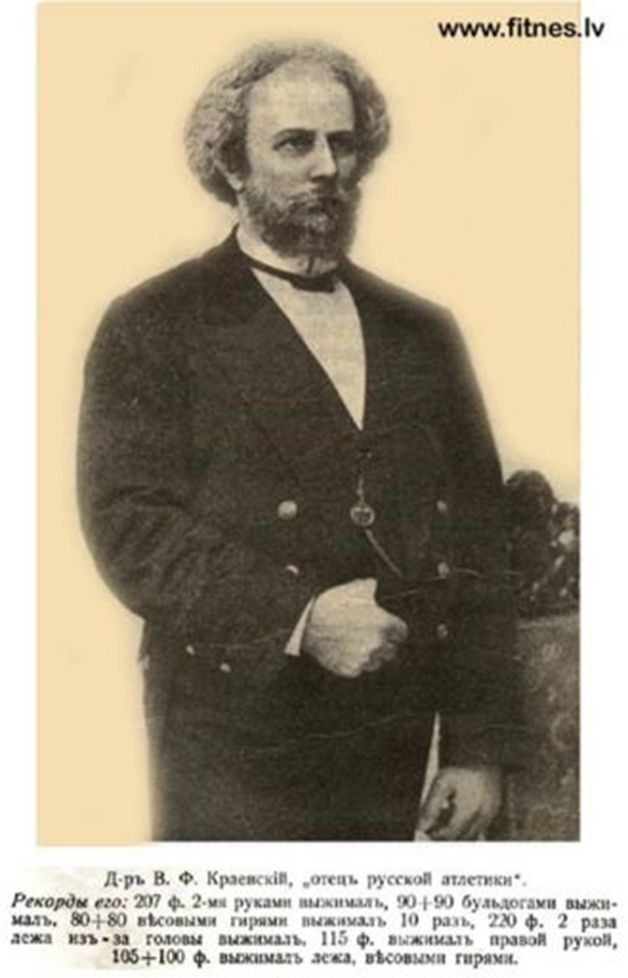 www.fitnes.lv
Д-ръ В. Ф. Краевскій, „отецъ русской атлетики“.
Рекорды его: 207 ф. 2-мя руками выжималъ, 90+90 бульдогами выжи-
малъ. 80+80 вѣсовыми гирями выжималъ 10 разъ, 220 ф. 2 раза
лежа изъ-за головы выжималъ, 115 ф. выжималъ правой рукой,
105+100 ф. выжималъ лежа, вѣсовыми гирями.